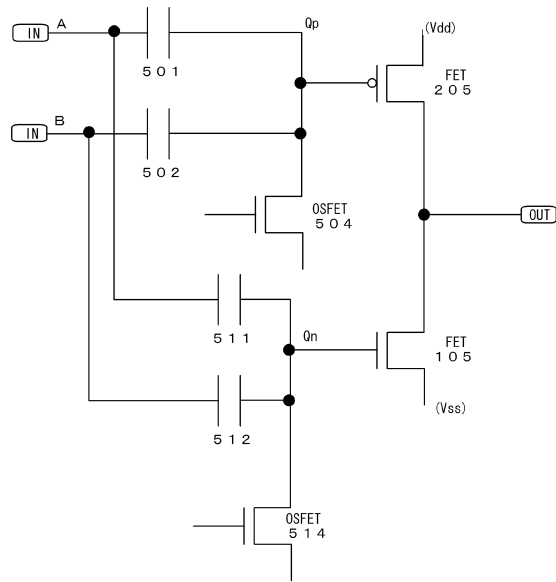 IN
A
Qp
(Vdd)
501
FET
205
IN
B
502
OSFET
504
OUT
511
Qn
FET
105
512
(Vss)
OSFET
514